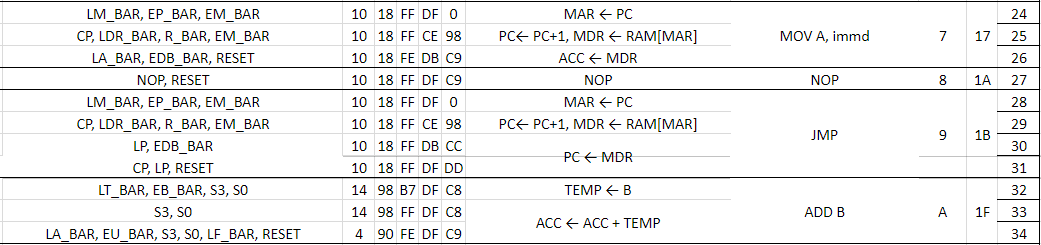 LM_BAR, EP_BAR, EM_BAR 10 18 FF DF 0 MAR ← PC 24
CP, LDR_BAR, R_BAR, EM_BAR 10 18 FF CE 98 PC← PC+1, MDR ← RAM[MAR] MOV A, immd 7 17 25
LA_BAR, EDB_BAR, RESET 10 18 FE DB C9 ACC ← MDR 26
NOP, RESET 10 18 FF DF C9 NOP NOP 8 1A 27
LM_BAR, EP_BAR, EM_BAR 10 18 FF DF 0 MAR ← PC 28
CP, LDR_BAR, R_BAR, EM_BAR 10 18 FF CE 98 PC← PC+1, MDR ← RAM[MAR] 29
JMP 9 1B
LP, EDB_BAR 10 18 FF DB CC 30
PC ← MDR
CP, LP, RESET 10 18 FF DF DD 31
LT_BAR, EB_BAR, S3, S0 14 98 B7 DF C8 TEMP ← B 32
S3, S0 14 98 FF DF C8 ADD B A 1F 33
ACC ← ACC + TEMP
LA_BAR, EU_BAR, S3, S0, LF_BAR, RESET 4 90 FE DF C9 34